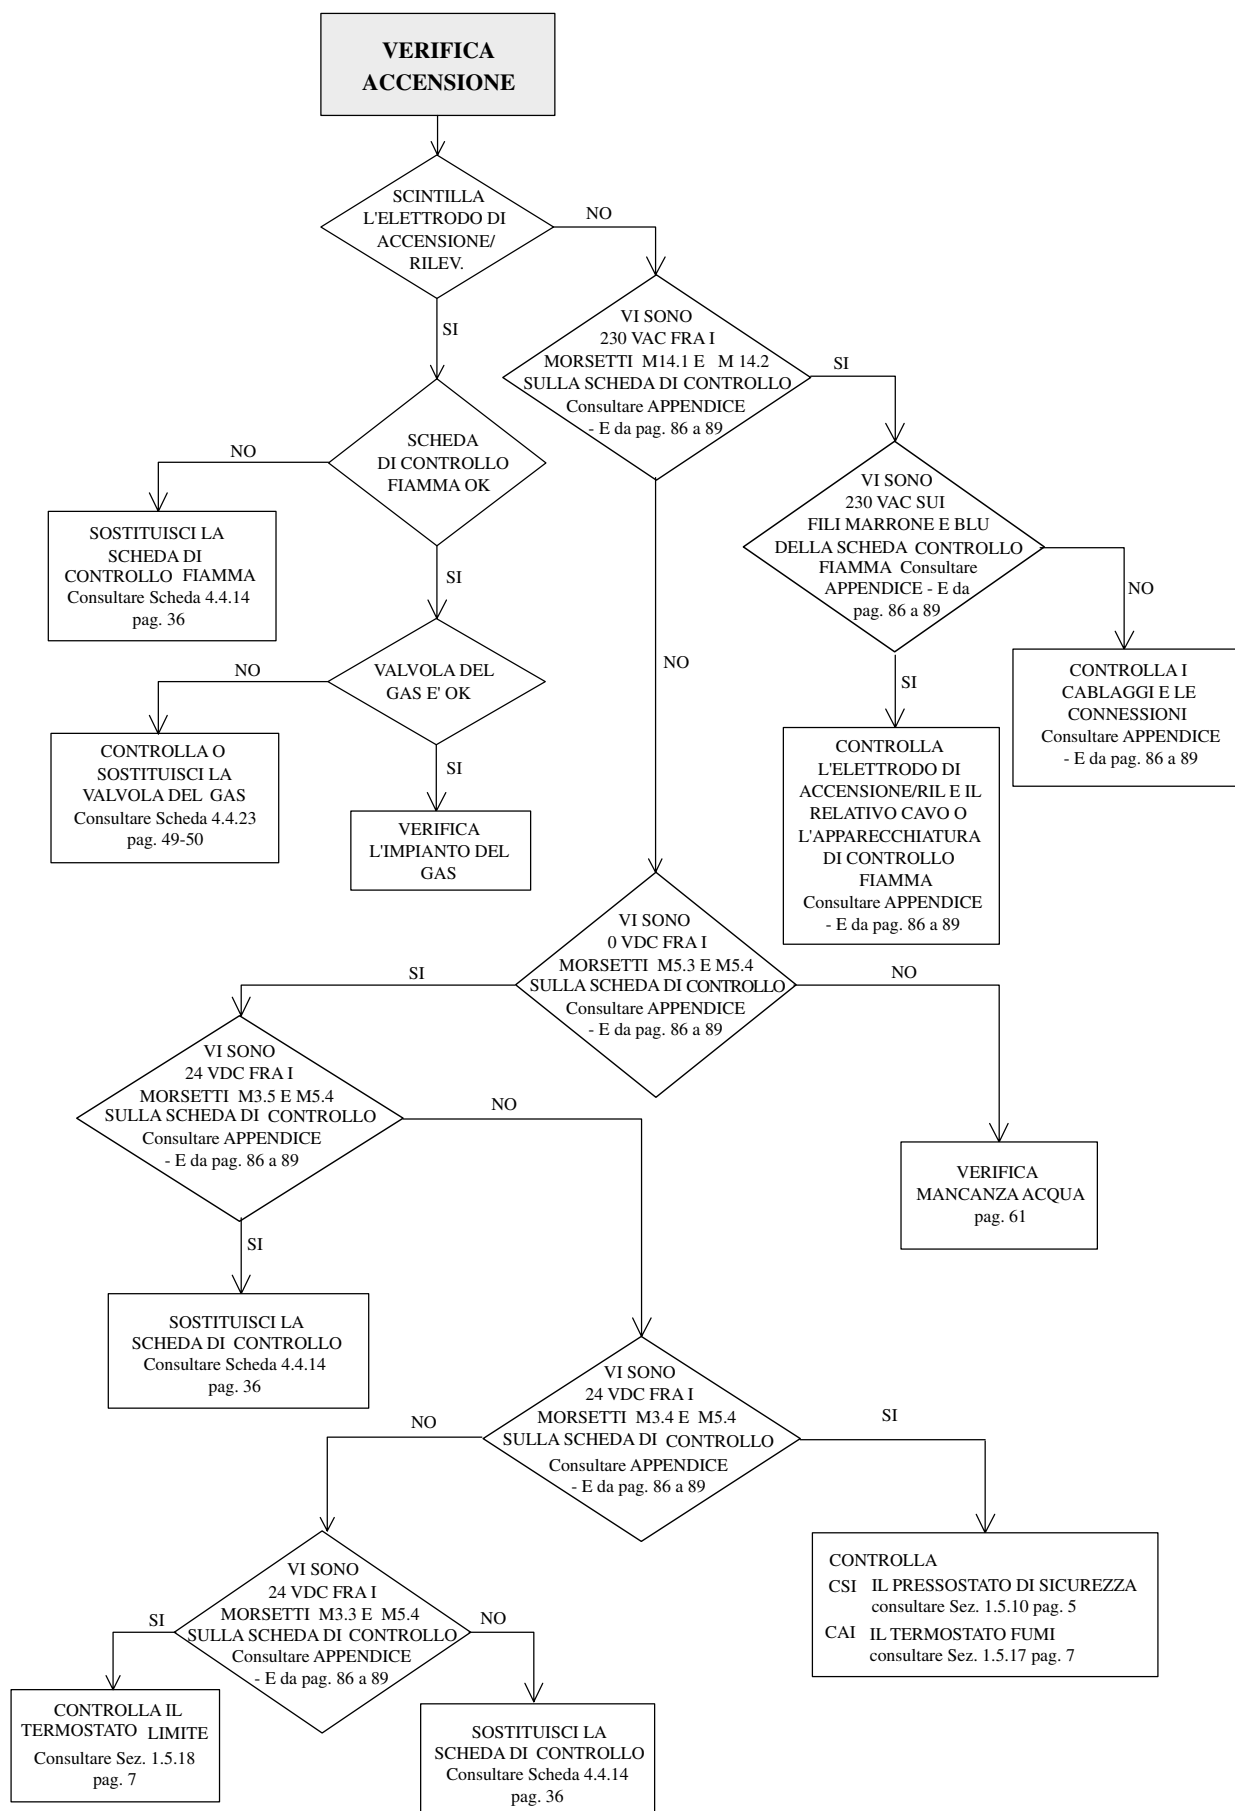 VERIFICA
ACCENSIONE
SCINTILLA
L'ELETTRODO DI
ACCENSIONE/
RILEV.
NO
SI
VI SONO
230 VAC FRA I
MORSETTI M14.1 E M 14.2
SULLA SCHEDA DI CONTROLLO
Consultare APPENDICE
- E da pag. 86 a 89
SI
NO
SCHEDA
DI CONTROLLO
FIAMMA OK
NO
SI
SOSTITUISCI LA
SCHEDA DI
CONTROLLO FIAMMA
Consultare Scheda 4.4.14
pag. 36
VI SONO
230 VAC SUI
FILI MARRONE E BLU
DELLA SCHEDA CONTROLLO
FIAMMA Consultare
APPENDICE - E da
pag. 86 a 89
NO
SI
VALVOLA DEL
GAS E' OK
NO
SI
CONTROLLA O
SOSTITUISCI LA
VALVOLA DEL GAS
Consultare Scheda 4.4.23
pag. 49-50
VERIFICA
L'IMPIANTO DEL
GAS
CONTROLLA
L'ELETTRODO DI
ACCENSIONE/RIL E IL
RELATIVO CAVO O
L'APPARECCHIATURA
DI CONTROLLO
FIAMMA
Consultare APPENDICE
- E da pag. 86 a 89
CONTROLLA I
CABLAGGI E LE
CONNESSIONI
Consultare APPENDICE
- E da pag. 86 a 89
VI SONO
0 VDC FRA I
MORSETTI M5.3 E M5.4
SULLA SCHEDA DI CONTROLLO
Consultare APPENDICE
- E da pag. 86 a 89
SI
NO
VI SONO
24 VDC FRA I
MORSETTI M3.5 E M5.4
SULLA SCHEDA DI CONTROLLO
Consultare APPENDICE
- E da pag. 86 a 89
NO
SI
VERIFICA
MANCANZA ACQUA
pag. 61
SOSTITUISCI LA
SCHEDA DI CONTROLLO
Consultare Scheda 4.4.14
pag. 36
VI SONO
24 VDC FRA I
MORSETTI M3.4 E M5.4
SULLA SCHEDA DI CONTROLLO
Consultare APPENDICE
- E da pag. 86 a 89
NO
SI
VI SONO
24 VDC FRA I
MORSETTI M3.3 E M5.4
SULLA SCHEDA DI CONTROLLO
Consultare APPENDICE
- E da pag. 86 a 89
SI
NO
CONTROLLA
CSI IL PRESSOSTATO DI SICUREZZA
consultare Sez. 1.5.10 pag. 5
CAI IL TERMOSTATO FUMI
consultare Sez. 1.5.17 pag. 7
CONTROLLA IL
TERMOSTATO LIMITE
Consultare Sez. 1.5.18
pag. 7
SOSTITUISCI LA
SCHEDA DI CONTROLLO
Consultare Scheda 4.4.14
pag. 36